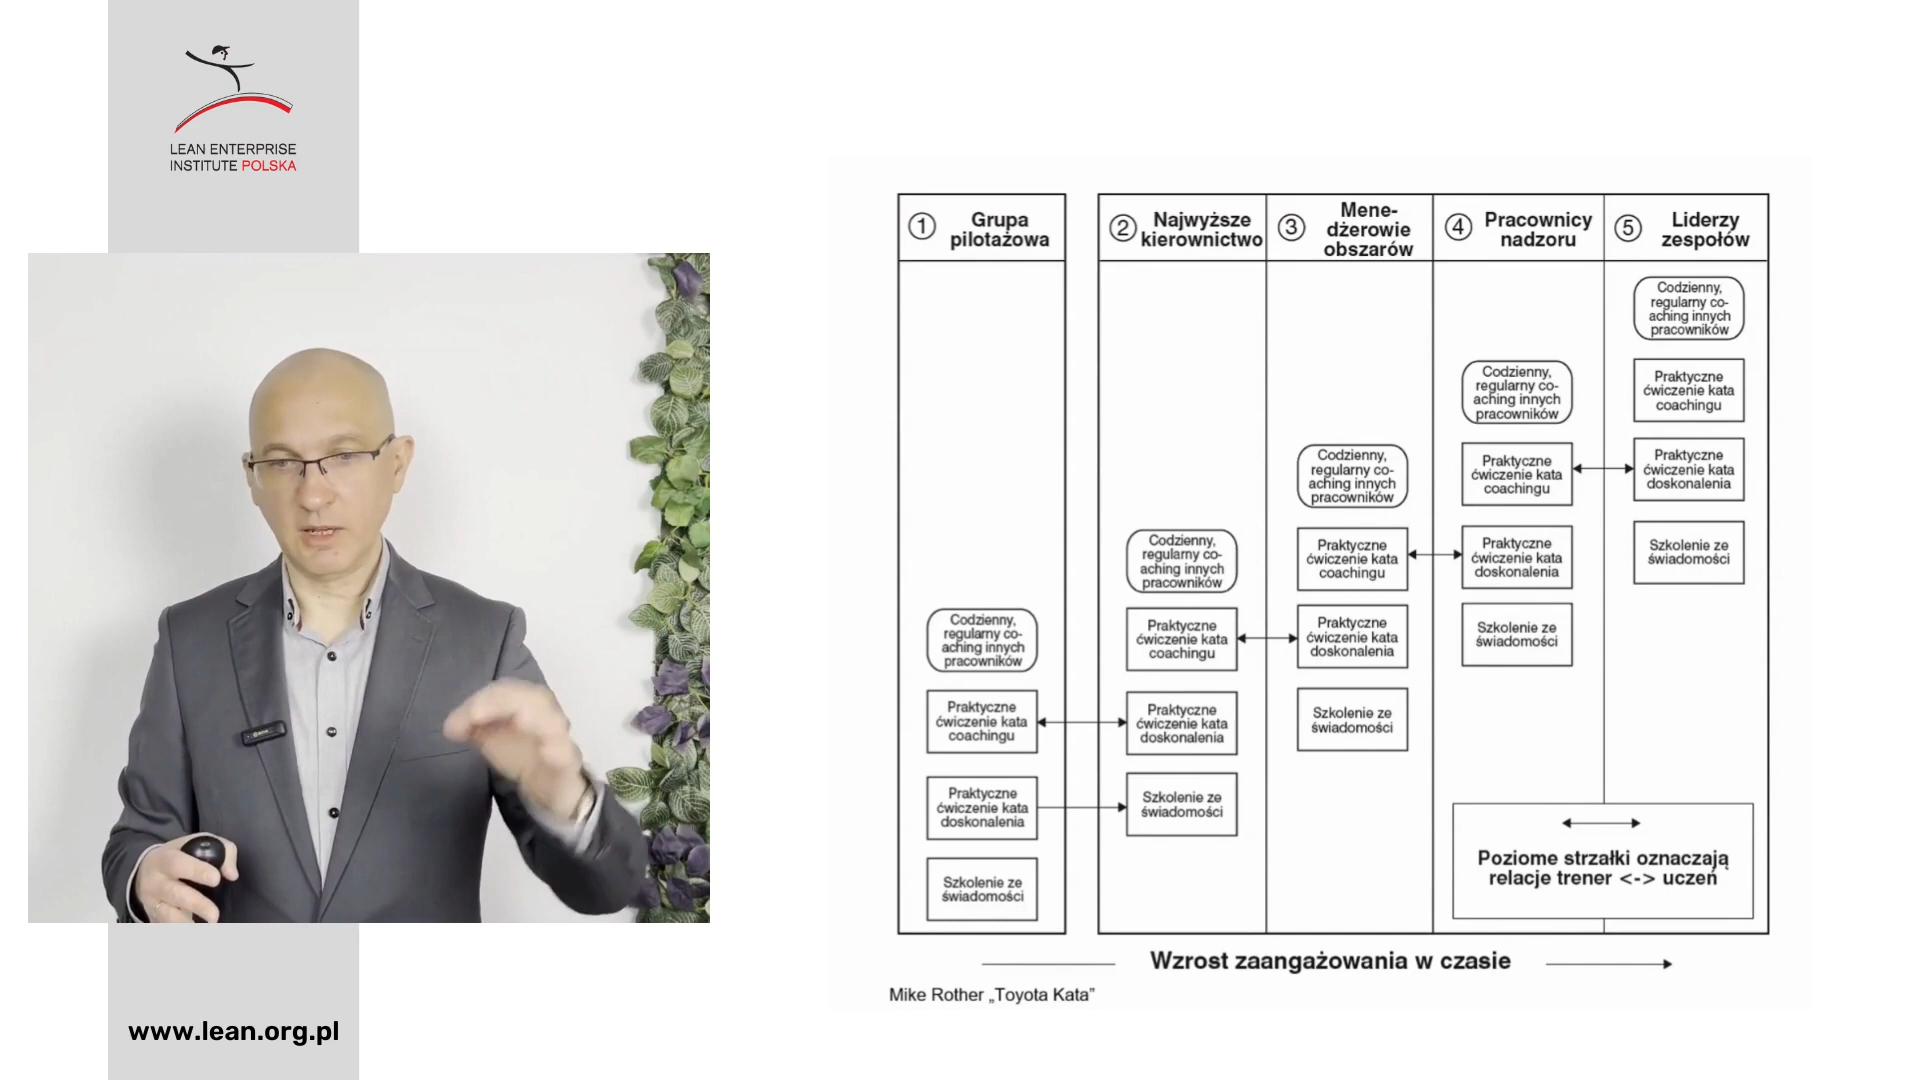 LEAN ENTERPRISE
INSTITUTE POLSKA
www.lean.org.pl
1
Grupa
pilotażowa
2
Najwyższe
kierownictwo
3
Mene-
dżerowie
obszarów
4
Pracownicy
nadzoru
5
Liderzy
zespołów
Codzienny,
regularny co-
aching innych
pracowników
Praktyczne
ćwiczenie kata
coachingu
Praktyczne
ćwiczenie kata
doskonalenia
Szkolenie ze
świadomości
Codzienny,
regularny co-
aching innych
pracowników
Praktyczne
ćwiczenie kata
coachingu
Praktyczne
ćwiczenie kata
doskonalenia
Szkolenie ze
świadomości
Codzienny,
regularny co-
aching innych
pracowników
Praktyczne
ćwiczenie kata
coachingu
Praktyczne
ćwiczenie kata
doskonalenia
Szkolenie ze
świadomości
Codzienny,
regularny co-
aching innych
pracowników
Praktyczne
ćwiczenie kata
coachingu
Praktyczne
ćwiczenie kata
doskonalenia
Szkolenie ze
świadomości
Codzienny,
regularny co-
aching innych
pracowników
Praktyczne
ćwiczenie kata
coachingu
Praktyczne
ćwiczenie kata
doskonalenia
Szkolenie ze
świadomości
Poziome strzałki oznaczają
relacje trener <-> uczeń
Wzrost zaangażowania w czasie
Mike Rother „Toyota Kata”